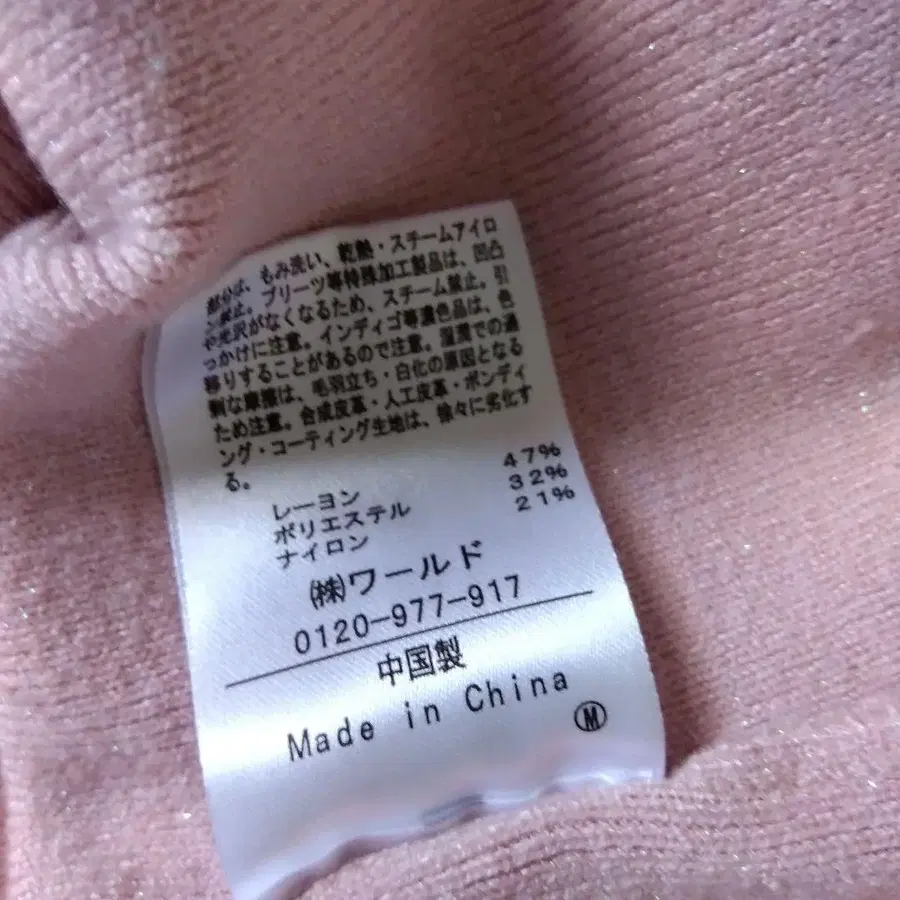 部分は、もみ洗い、乾熱・スチームアイロ
ン禁止。プリーツ等特殊加工製品は、凹凸
や光沢がなくなるため、スチーム禁止。引
っかけに注意。インディゴ等濃色品は、色
移りすることがあるので注意。湿潤での過
剰な摩擦は、毛羽立ち・白化の原因となる
ため注意。合成皮革・人工皮革・ボンディ
ング・コーティング生地は、徐々に劣化す
る。
レーヨン 47%
ポリエステル 32%
ナイロン 21%
㈱ワールド
0120-977-917
中国製
Made in China
Ⓜ